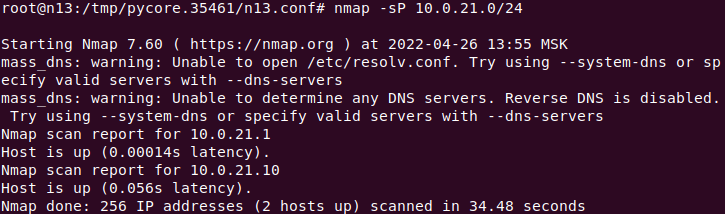 root@n13:/tmp/pycore.35461/n13.conf# nmap -sP 10.0.21.0/24
Starting Nmap 7.60 ( https://nmap.org ) at 2022-04-26 13:55 MSK
mass_dns: warning: Unable to open /etc/resolv.conf. Try using --system-dns or sp
ecify valid servers with --dns-servers
mass_dns: warning: Unable to determine any DNS servers. Reverse DNS is disabled.
 Try using --system-dns or specify valid servers with --dns-servers
Nmap scan report for 10.0.21.1
Host is up (0.00014s latency).
Nmap scan report for 10.0.21.10
Host is up (0.056s latency).
Nmap done: 256 IP addresses (2 hosts up) scanned in 34.48 seconds